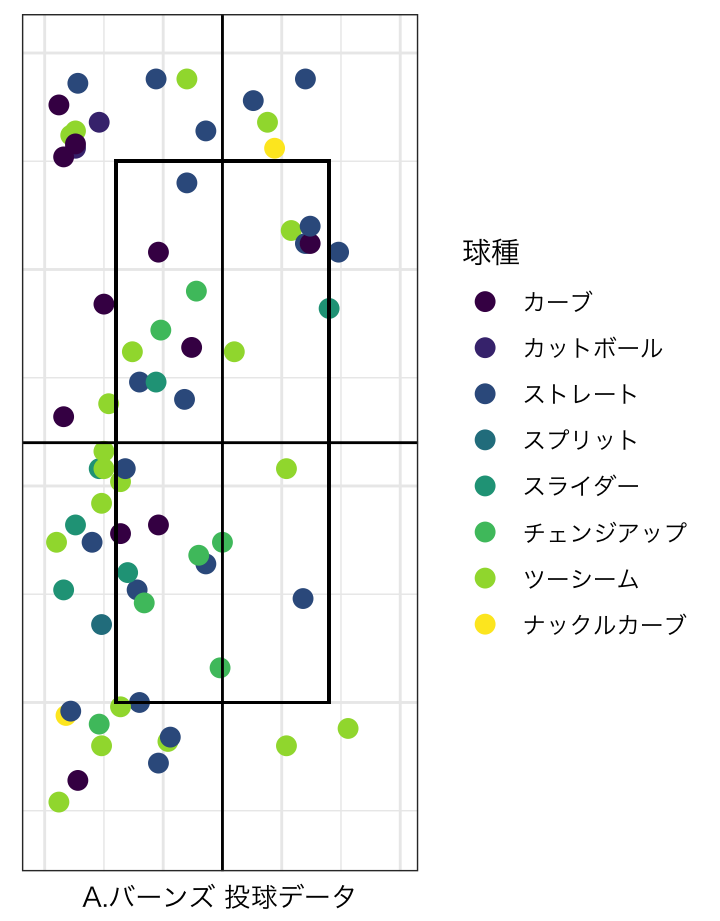 球種
カーブ
カットボール
ストレート
スプリット
スライダー
チェンジアップ
ツーシーム
ナックルカーブ
A.バーンズ 投球データ